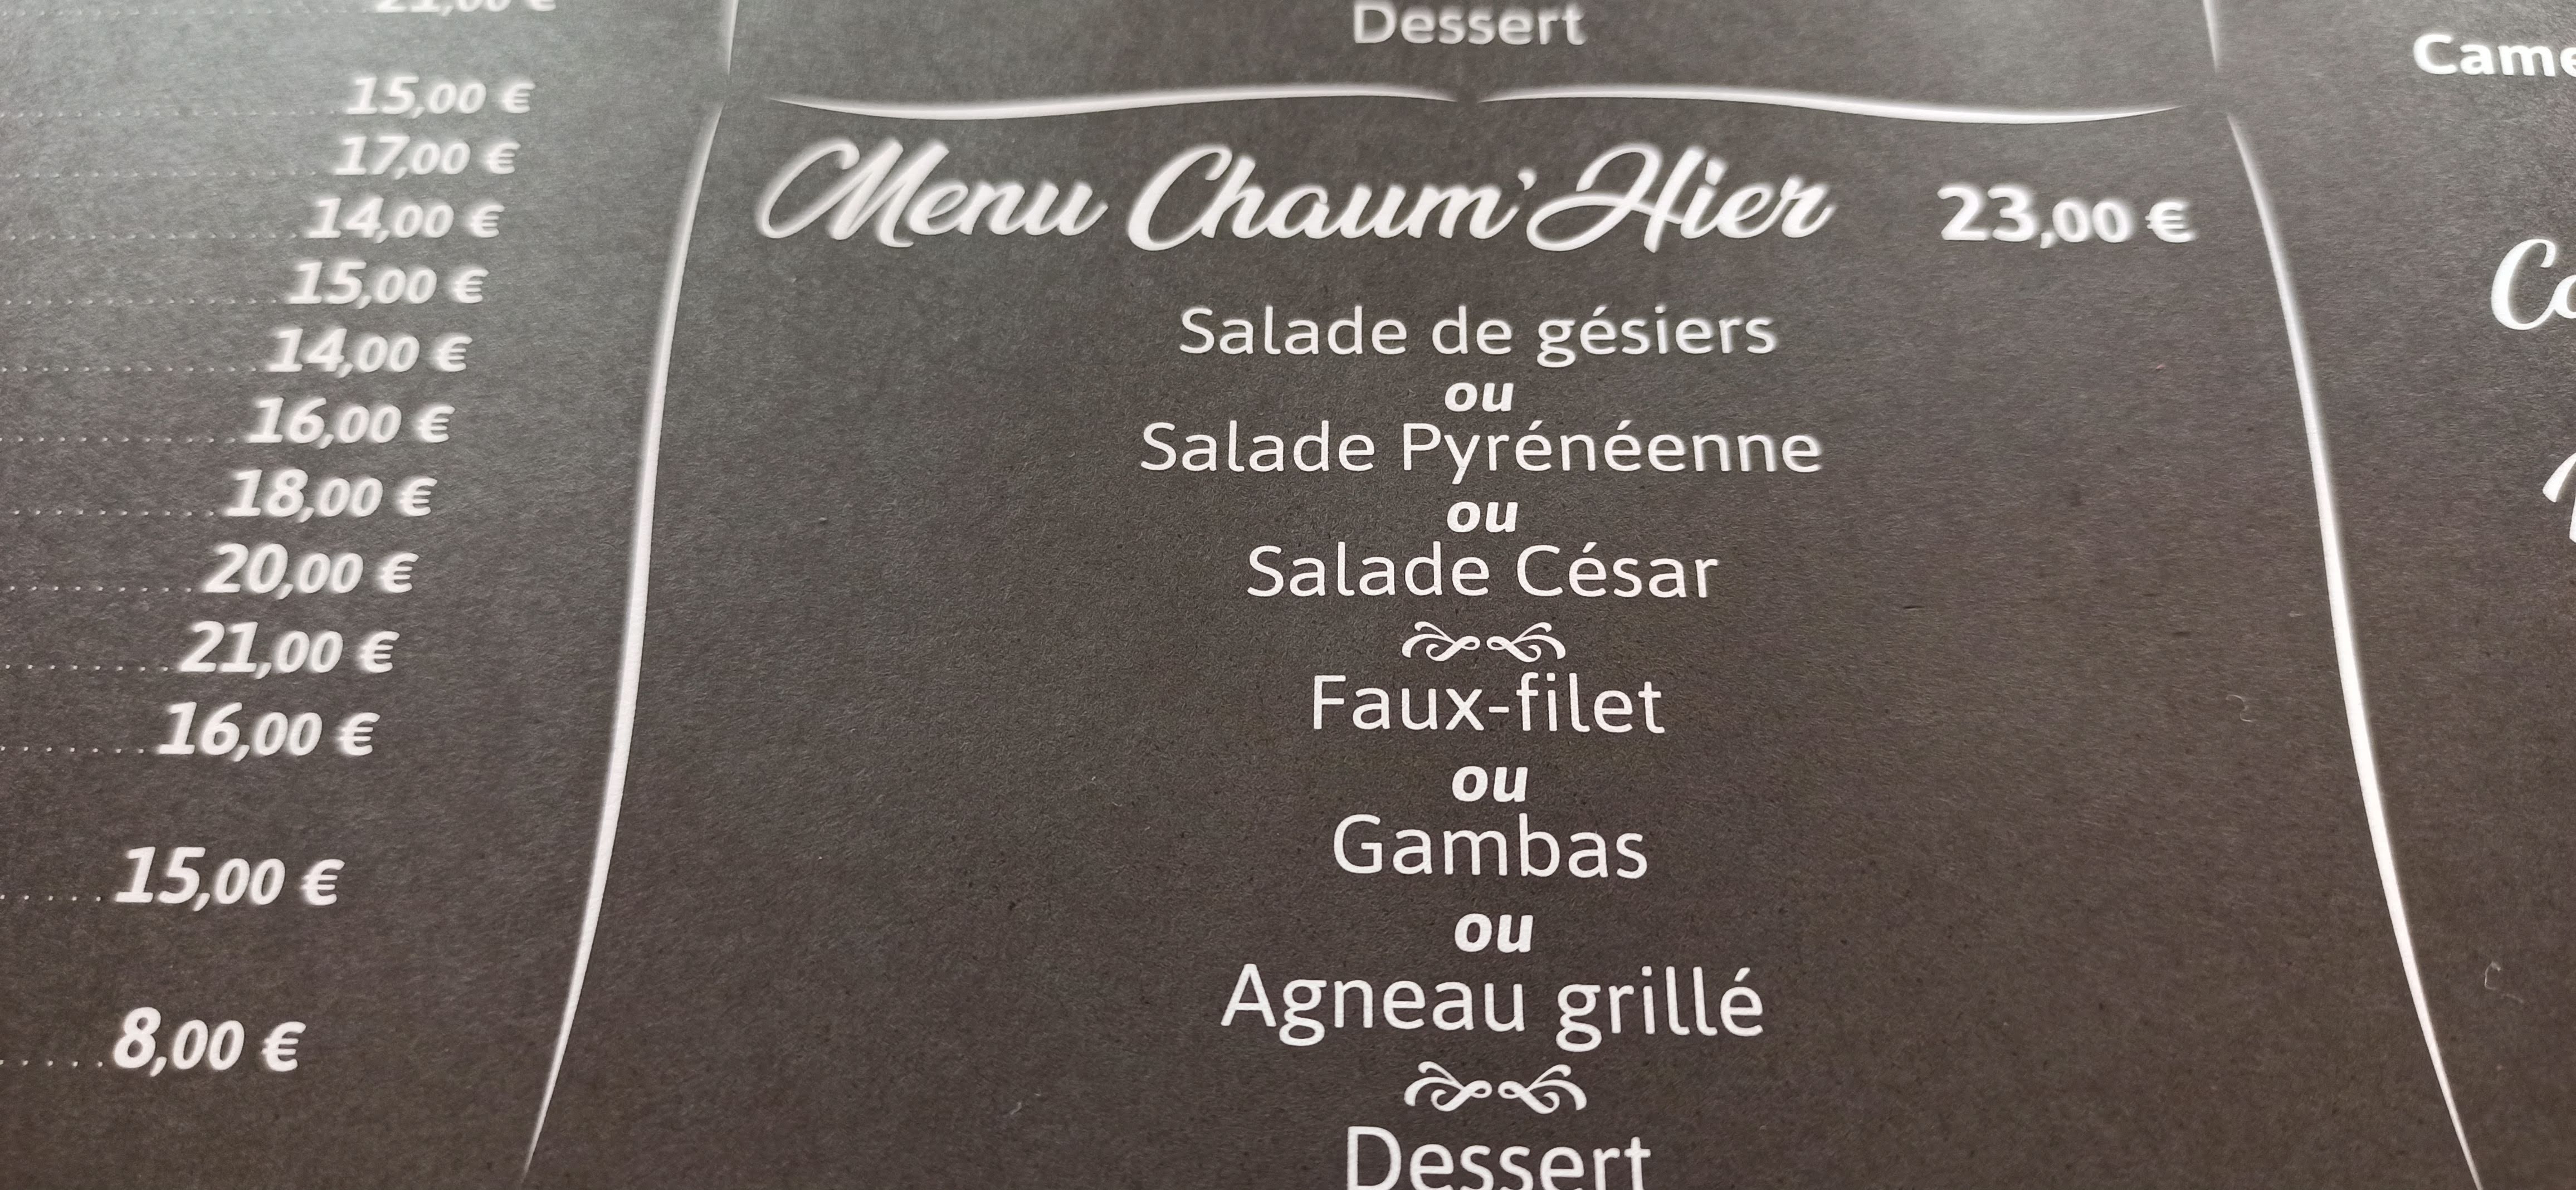 21,00 €
15,00 €
17,00 €
14,00 €
15,00 €
14,00 €
16,00 €
18,00 €
20,00 €
21,00 €
16,00 €
15,00 €
8,00 €
Dessert
Menu Chaum'Hier 23,00 €
Salade de gésiers
ou
Salade Pyrénéenne
ou
Salade César
Faux-filet
ou
Gambas
ou
Agneau grillé
Dessert
Came